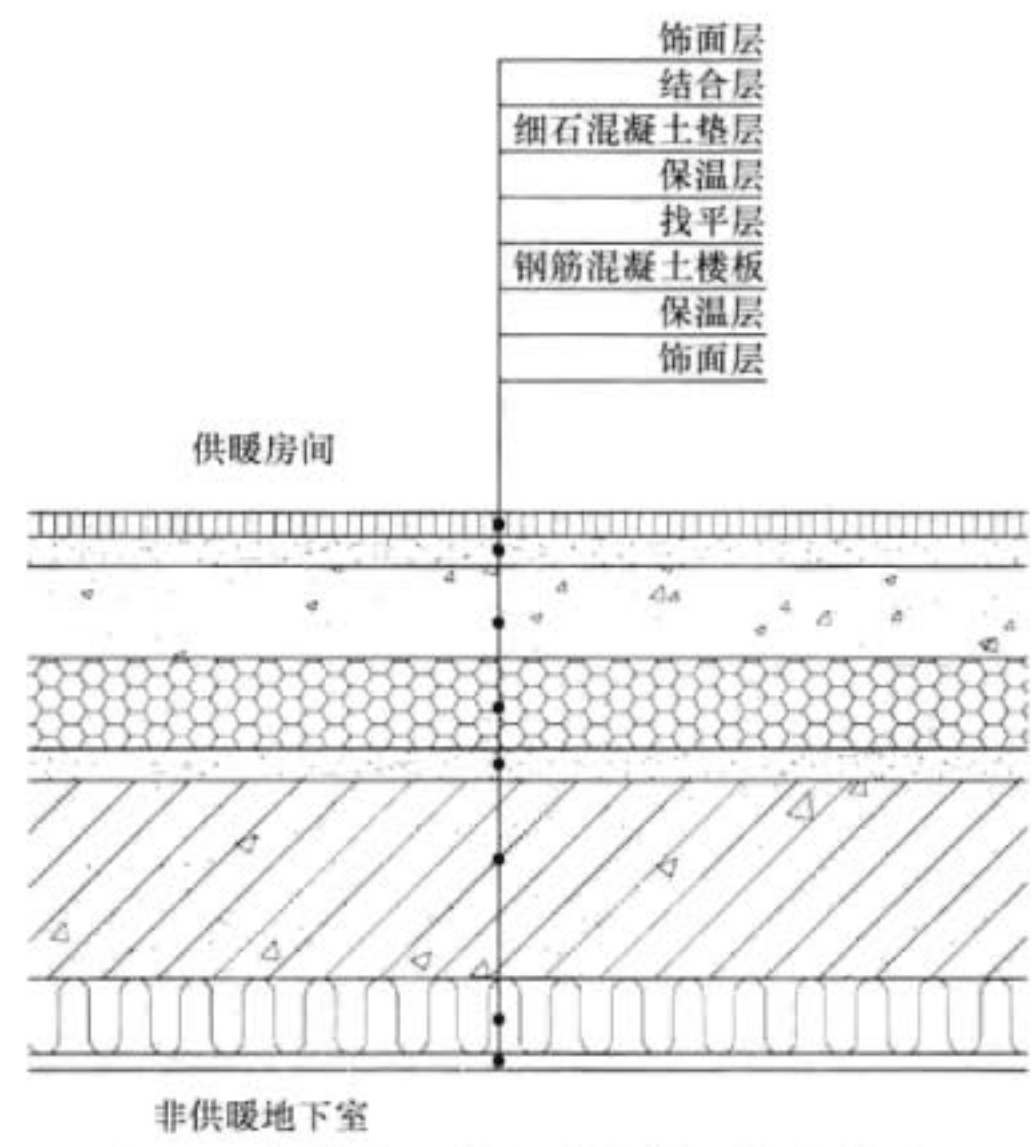 饰面层
结合层
细石混凝土垫层
保温层
找平层
钢筋混凝土楼板
保温层
饰面层
供暖房间
非供暖地下室